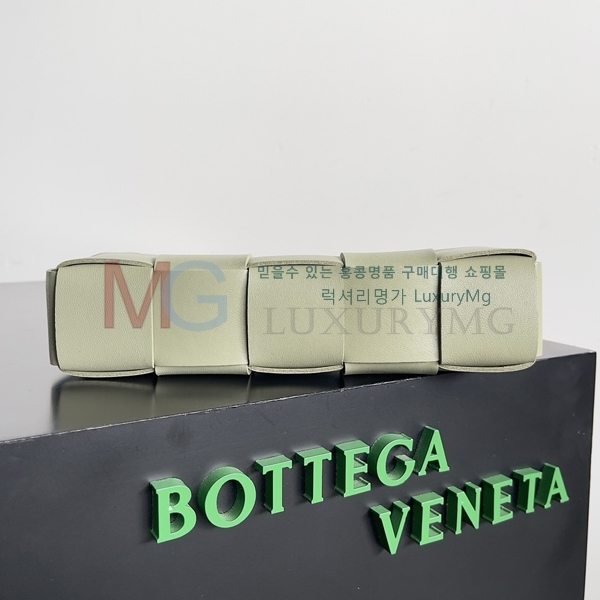 MG
믿을수 있는 홍콩명품 구매대행 쇼핑몰
럭셔리명가 LuxuryMg
LUXURYMG
BOTTEGA
VENETA